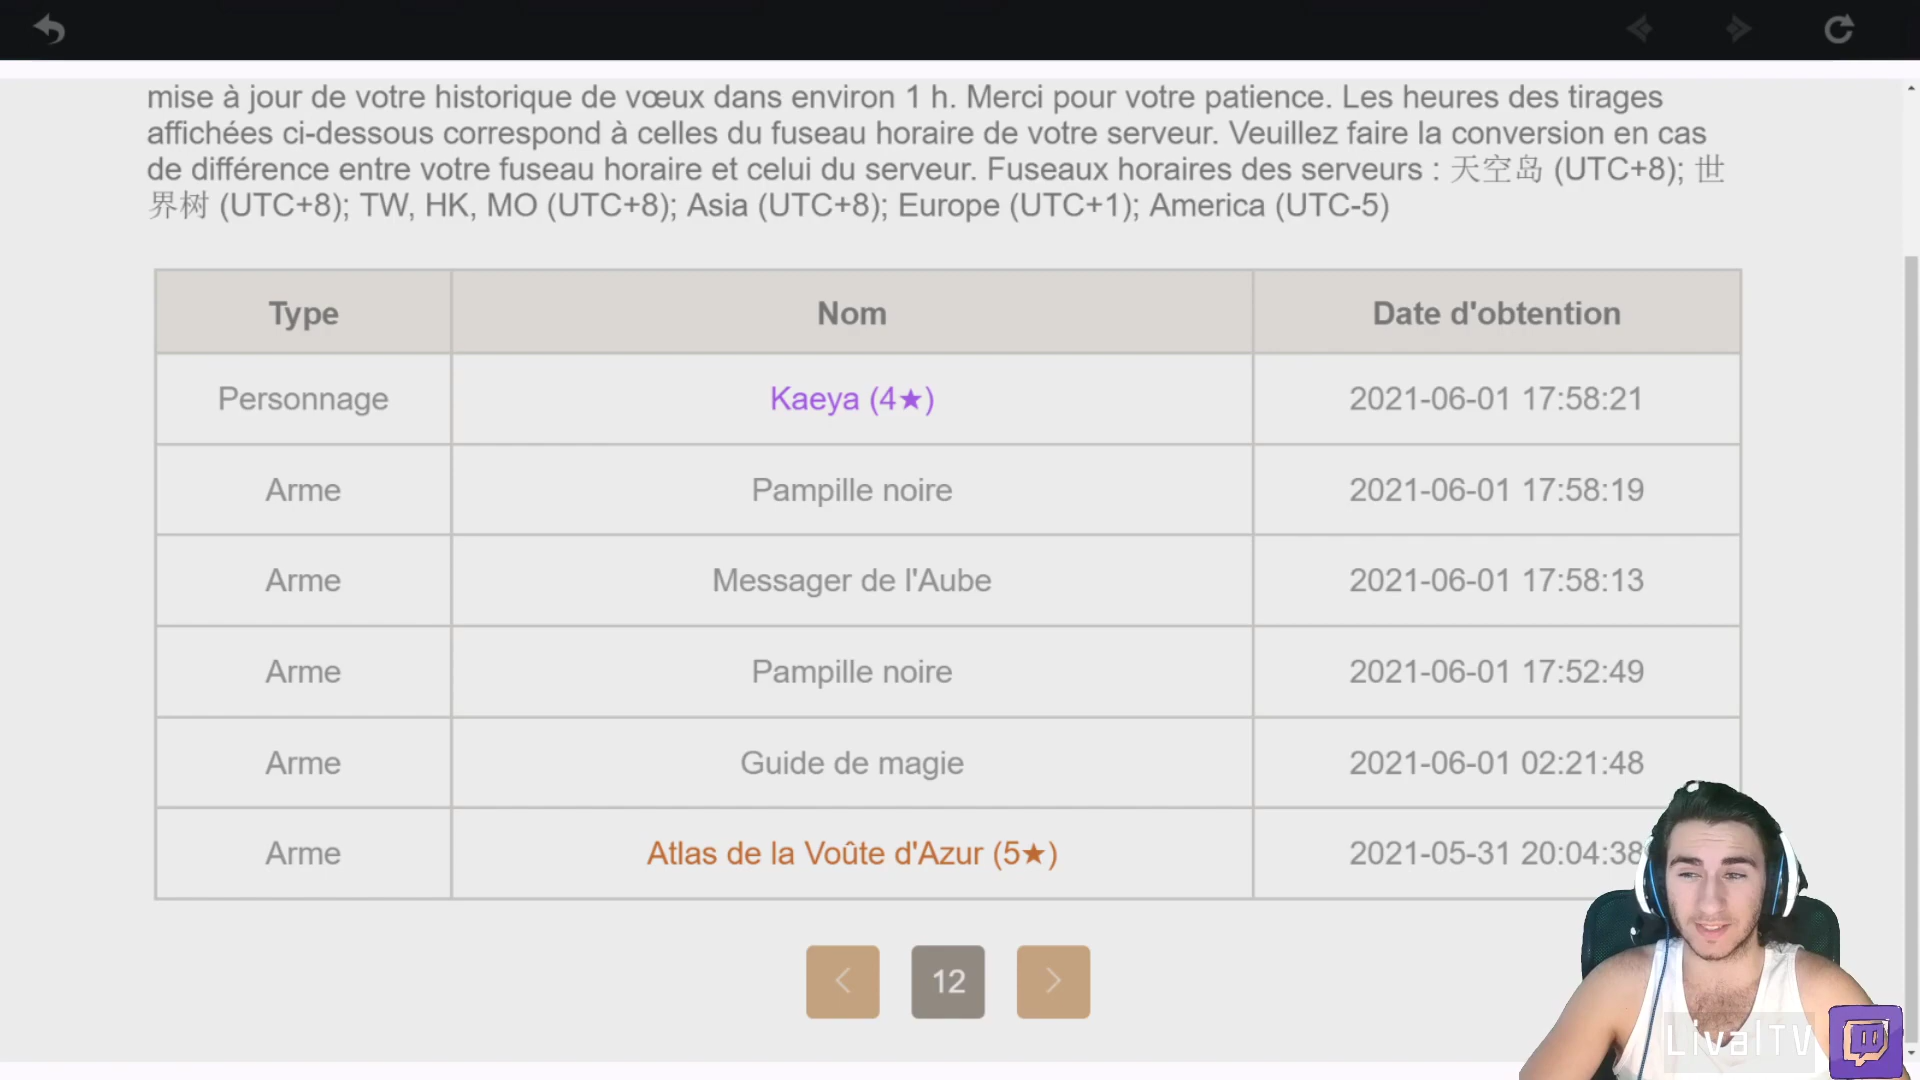 mise à jour de votre historique de vœux dans environ 1 h. Merci pour votre patience. Les heures des tirages
affichées ci-dessous correspond à celles du fuseau horaire de votre serveur. Veuillez faire la conversion en cas
de différence entre votre fuseau horaire et celui du serveur. Fuseaux horaires des serveurs : 天空岛 (UTC+8); 世
界树 (UTC+8); TW, HK, MO (UTC+8); Asia (UTC+8); Europe (UTC+1); America (UTC-5)
Type Nom Date d'obtention
Personnage Kaeya (4★) 2021-06-01 17:58:21
Arme Pampille noire 2021-06-01 17:58:19
Arme Messager de l'Aube 2021-06-01 17:58:13
Arme Pampille noire 2021-06-01 17:52:49
Arme Guide de magie 2021-06-01 02:21:48
Arme Atlas de la Voûte d'Azur (5★) 2021-05-31 20:04:38
12
LivalTV